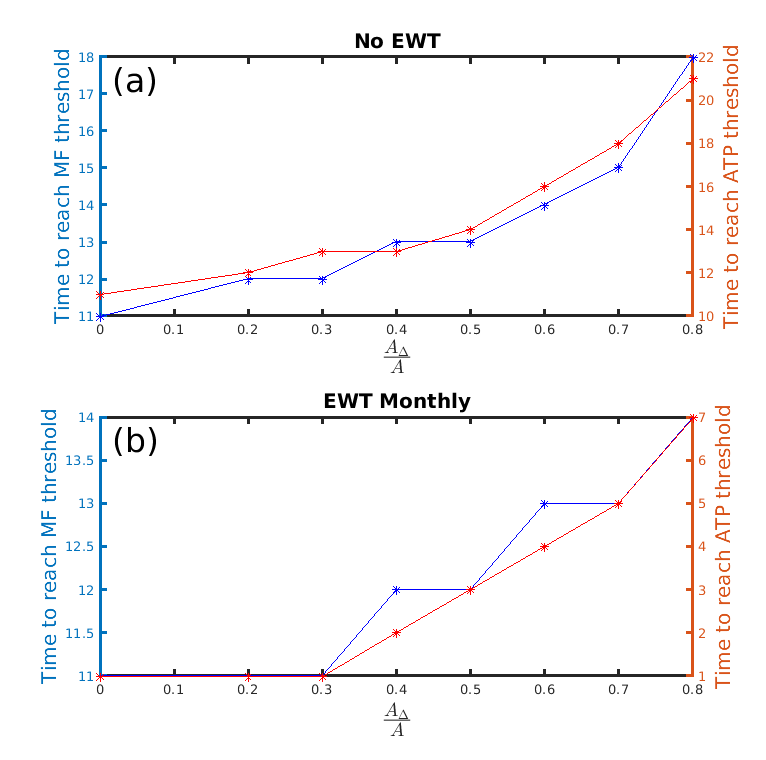 No EWT
(a)
Time to reach MF threshold
18
17
16
15
14
13
12
11
Time to reach ATP threshold
22
20
18
16
14
12
10
0 0.1 0.2 0.3 0.4 0.5 0.6 0.7 0.8
A_Δ
A
EWT Monthly
(b)
Time to reach MF threshold
14
13.5
13
12.5
12
11.5
11
Time to reach ATP threshold
7
6
5
4
3
2
1
0 0.1 0.2 0.3 0.4 0.5 0.6 0.7 0.8
A_Δ
A